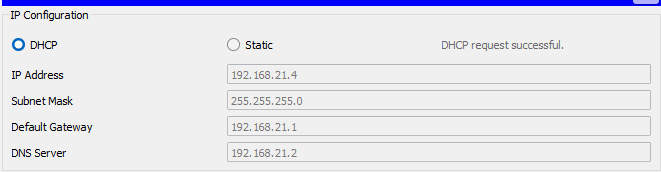 IP Configuration
DHCP Static DHCP request successful.
IP Address 192.168.21.4
Subnet Mask 255.255.255.0
Default Gateway 192.168.21.1
DNS Server 192.168.21.2